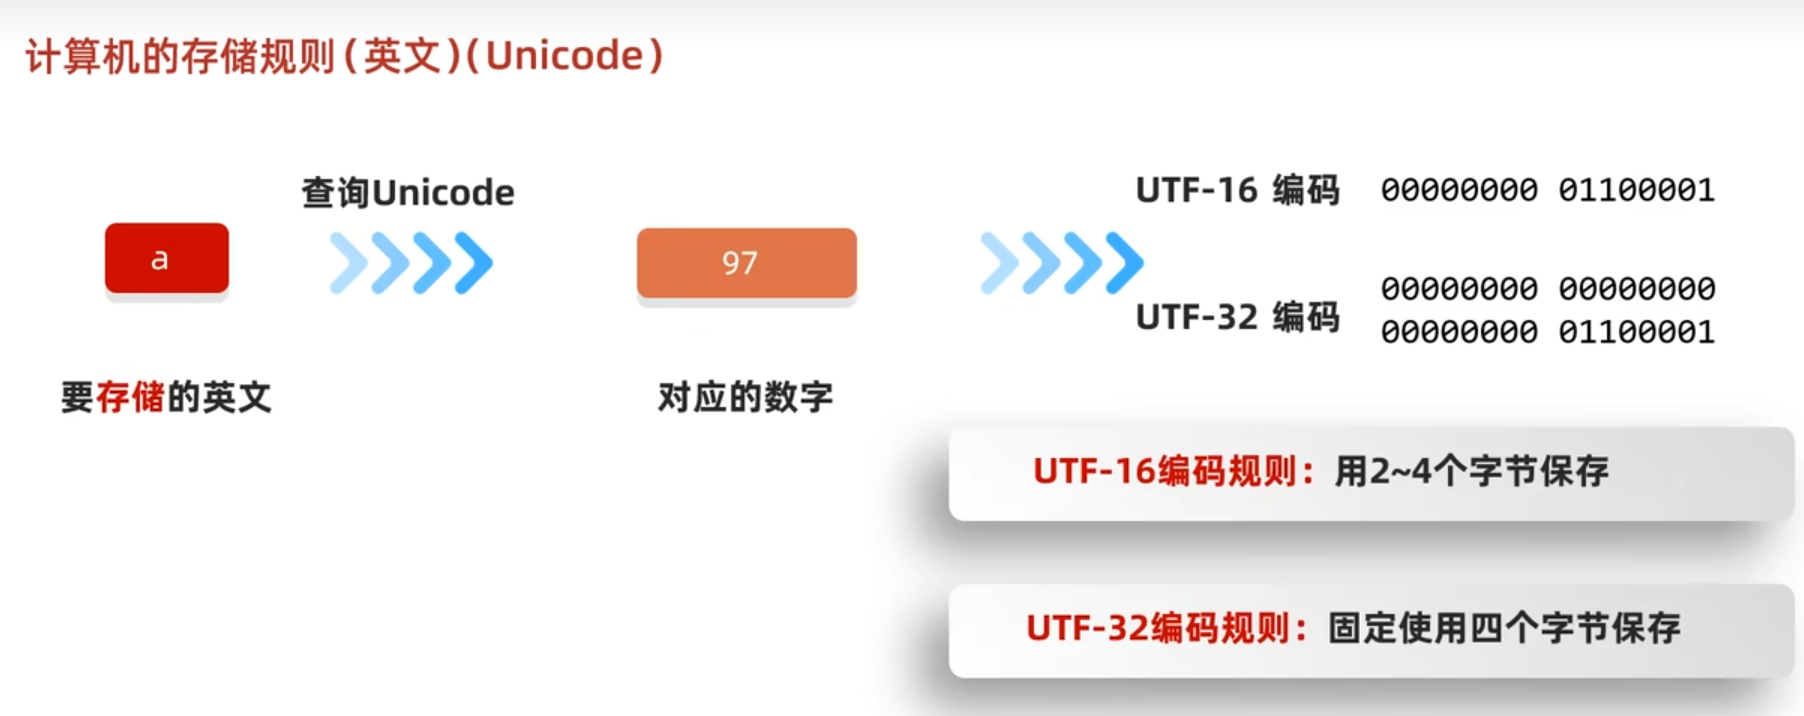 计算机的存储规则(英文)(Unicode)
查询Unicode
a
97
要存储的英文
对应的数字
UTF-16 编码 00000000 01100001
UTF-32 编码 00000000 00000000
00000000 01100001
UTF-16编码规则：用2~4个字节保存
UTF-32编码规则：固定使用四个字节保存